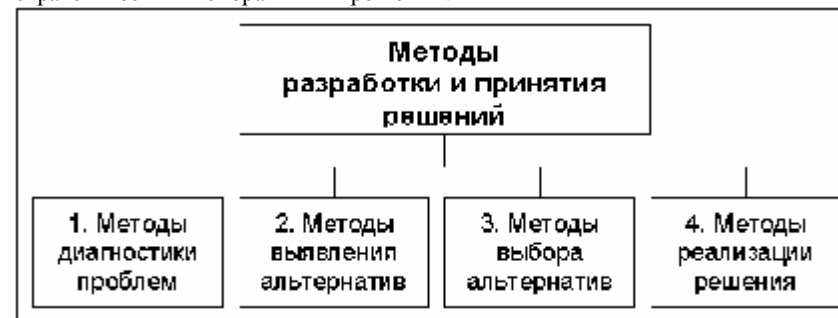 Методы
разработки и принятия
решений
1. Методы
диагностики
проблем
2. Методы
выявления
альтернатив
3. Методы
выбора
альтернатив
4. Методы
реализации
решения